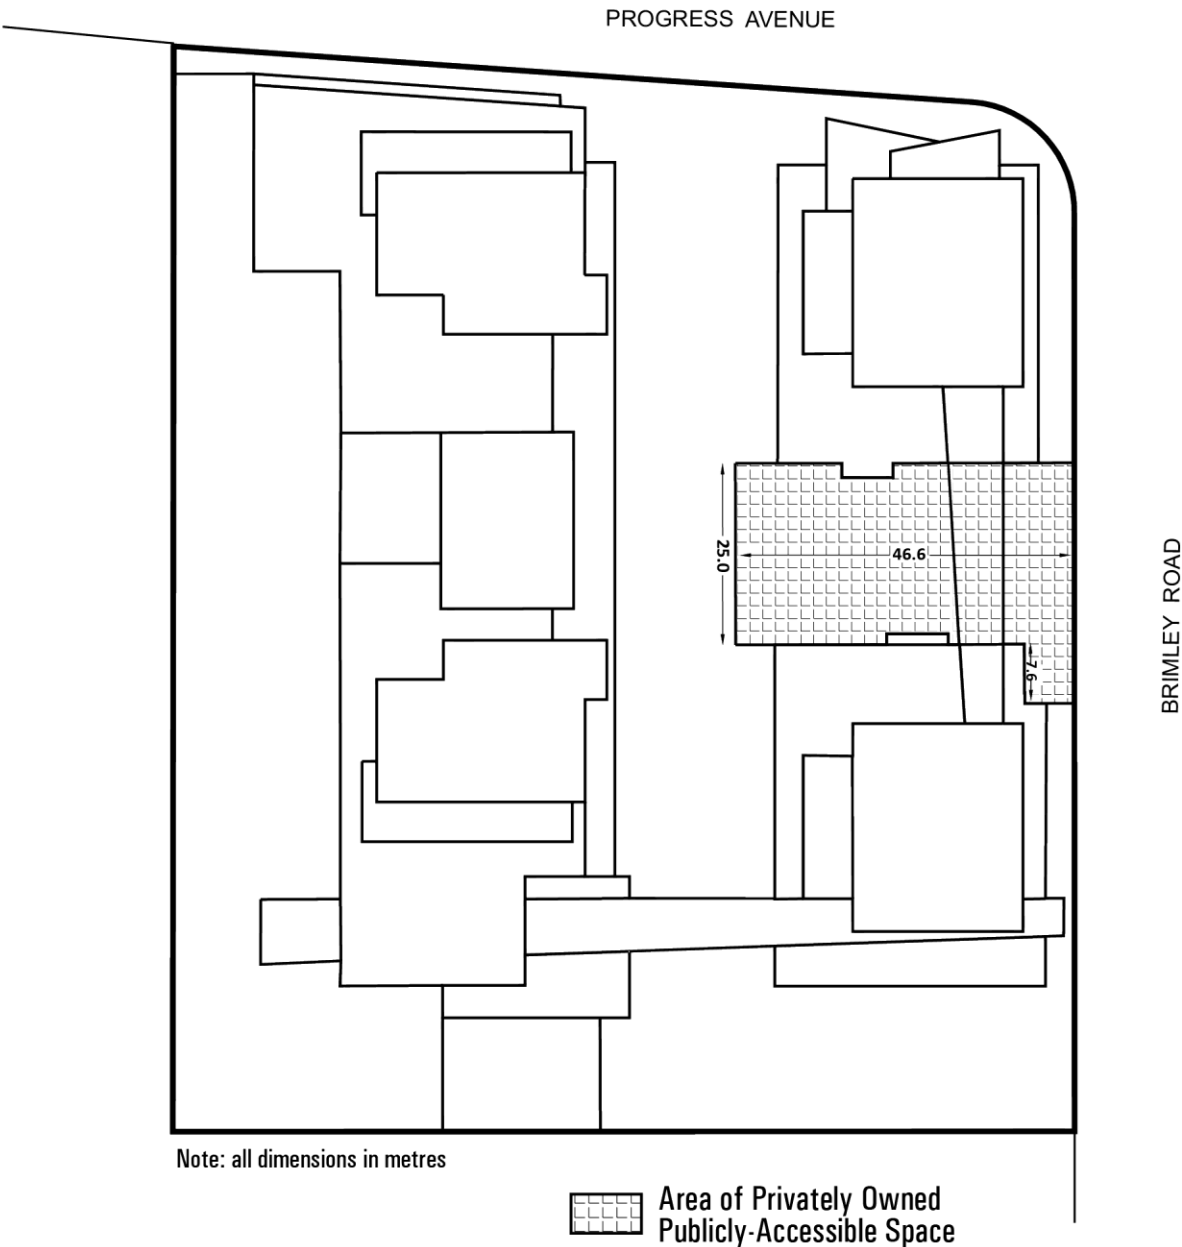 PROGRESS AVENUE
25.0
46.6
7.6
BRIMLEY ROAD
Note: all dimensions in metres
Area of Privately Owned
Publicly-Accessible Space